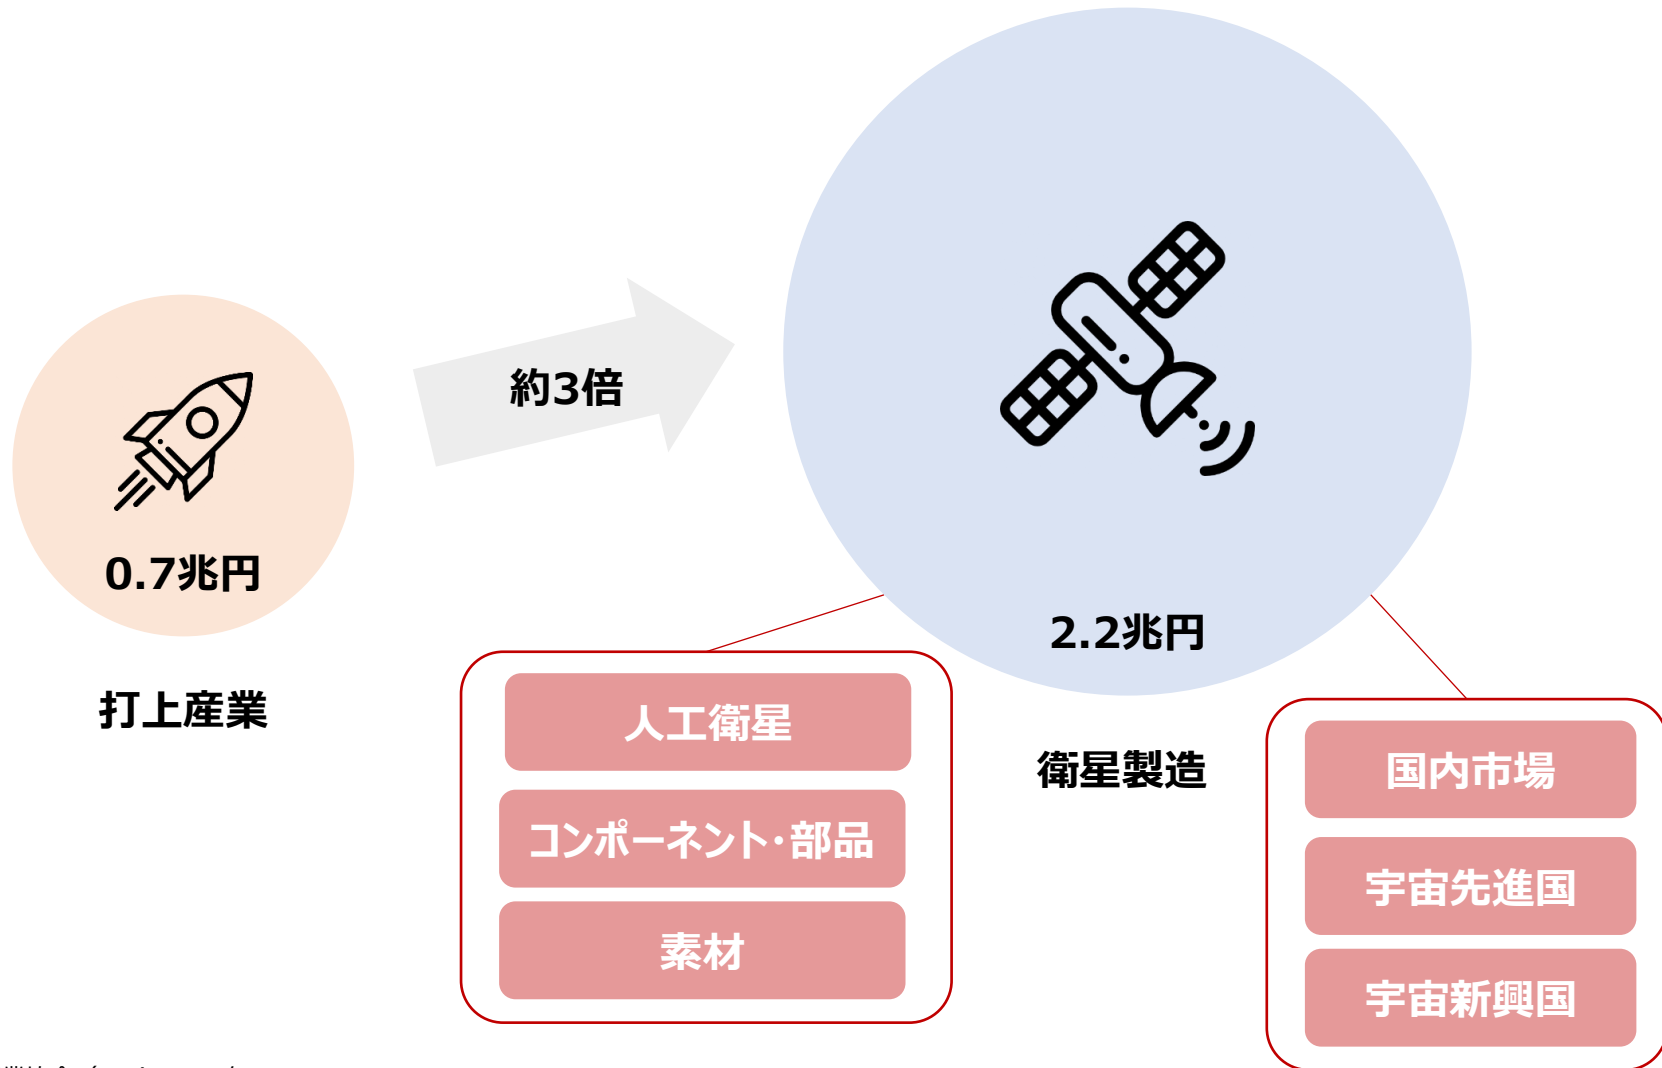 約3倍
0.7兆円
打上産業
2.2兆円
衛星製造
人工衛星
コンポーネント・部品
素材
国内市場
宇宙先進国
宇宙新興国